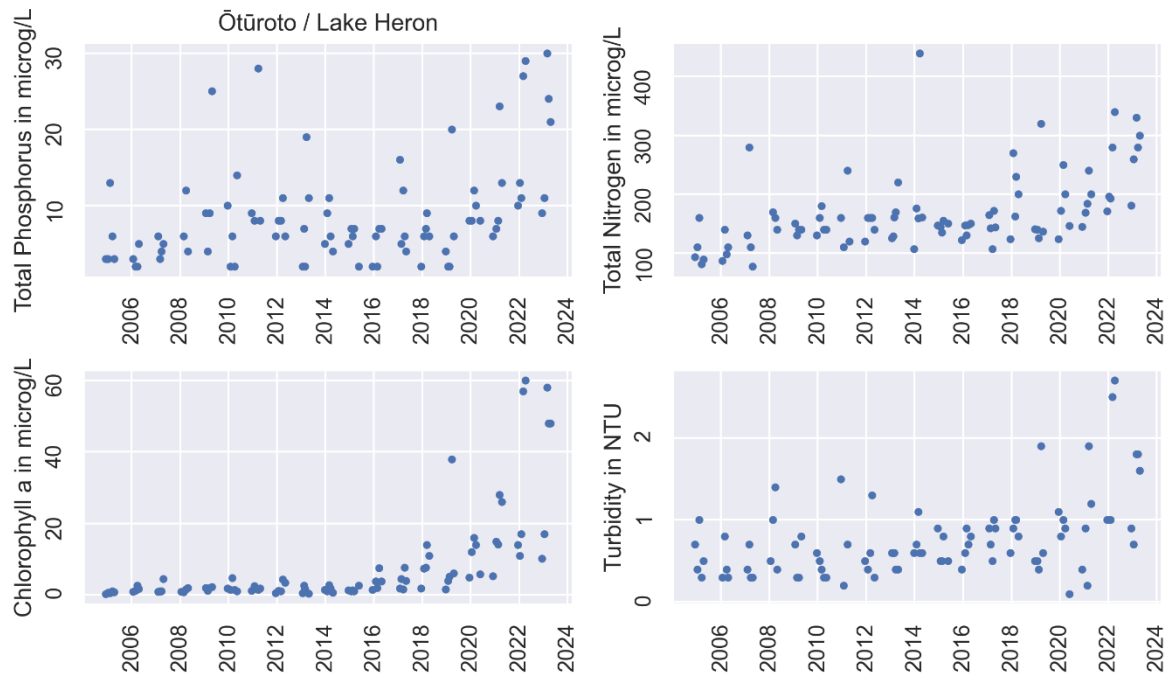 Ōtūroto / Lake Heron
Total Phosphorus in microg/L
30
20
10
2006 2008 2010 2012 2014 2016 2018 2020 2022 2024
Total Nitrogen in microg/L
400
300
200
100
2006 2008 2010 2012 2014 2016 2018 2020 2022 2024
Chlorophyll a in microg/L
60
40
20
0
2006 2008 2010 2012 2014 2016 2018 2020 2022 2024
Turbidity in NTU
2
1
0
2006 2008 2010 2012 2014 2016 2018 2020 2022 2024